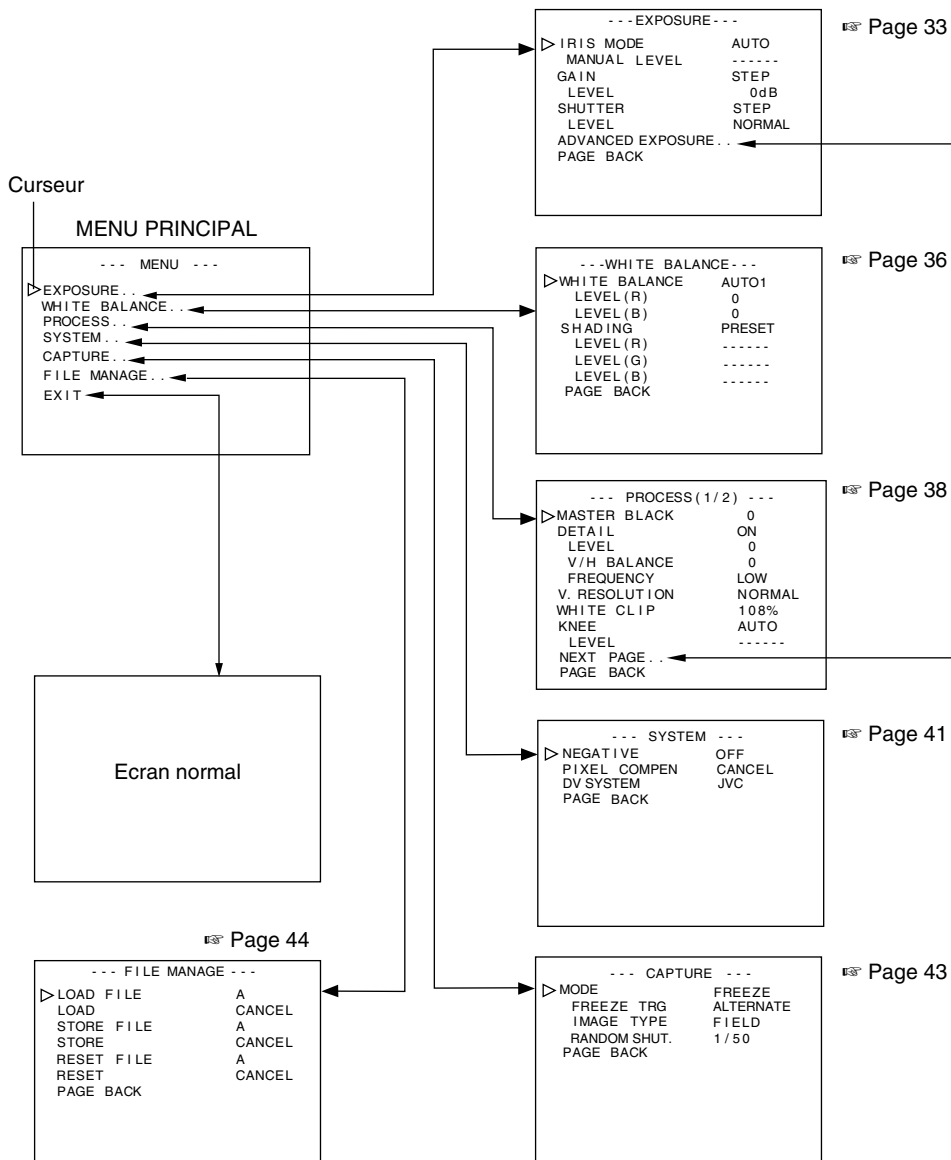 Curseur
MENU PRINCIPAL
--- MENU ---
EXPOSURE..
WHITE BALANCE..
PROCESS..
SYSTEM..
CAPTURE..
FILE MANAGE..
EXIT
Ecran normal
☞ Page 44
--- FILE MANAGE ---
LOAD FILE A
LOAD CANCEL
STORE FILE A
STORE CANCEL
RESET FILE A
RESET CANCEL
PAGE BACK
---EXPOSURE---
☞ Page 33
IRIS MODE AUTO
MANUAL LEVEL ------
GAIN STEP
LEVEL 0dB
SHUTTER STEP
LEVEL NORMAL
ADVANCED EXPOSURE..
PAGE BACK
---WHITE BALANCE---
☞ Page 36
WHITE BALANCE AUTO1
LEVEL(R) 0
LEVEL(B) 0
SHADING PRESET
LEVEL(R) ------
LEVEL(G) ------
LEVEL(B) ------
PAGE BACK
--- PROCESS(1/2) ---
☞ Page 38
MASTER BLACK 0
DETAIL ON
LEVEL 0
V/H BALANCE 0
FREQUENCY LOW
V. RESOLUTION NORMAL
WHITE CLIP 108%
KNEE AUTO
LEVEL ------
NEXT PAGE..
PAGE BACK
--- SYSTEM ---
☞ Page 41
NEGATIVE OFF
PIXEL COMPEN CANCEL
DV SYSTEM JVC
PAGE BACK
--- CAPTURE ---
☞ Page 43
MODE FREEZE
FREEZE TRG ALTERNATE
IMAGE TYPE FIELD
RANDOM SHUT. 1/50
PAGE BACK